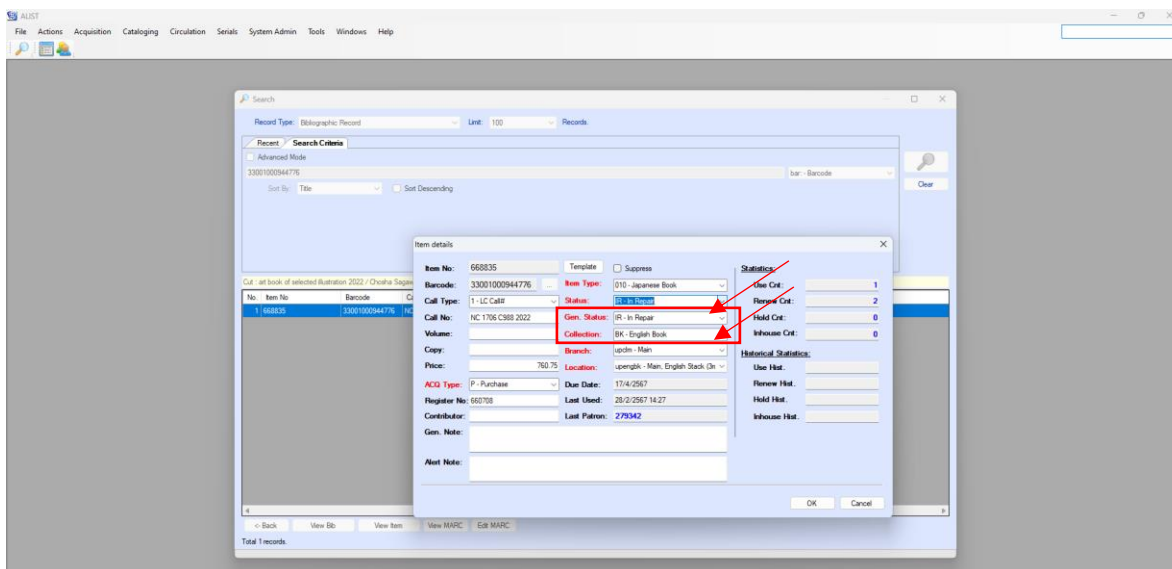 ALIST
File Actions Acquisition Cataloging Circulation Serials System Admin Tools Windows Help
Search
Record Type: Bibliographic Record Limit: 100 Records.
Recent Search Criteria
Advanced Mode
33001000944776 bar: - Barcode
Sort By: Title Sort Descending
Clear
Cut : art book of selected illustration 2022 / Chosha Sagaw
No. Item No Barcode Ca
1 668835 33001000944776 NC
Item details
Item No: 668835 Template Suppress Statistics:
Barcode: 33001000944776 ... Item Type: 010 - Japanese Book Use Cnt: 1
Call Type: 1 - LC Call# Status: IR - In Repair Renew Cnt: 2
Call No: NC 1706 C988 2022 Gen. Status: IR - In Repair Hold Cnt: 0
Volume: Collection: BK - English Book Inhouse Cnt: 0
Copy: Branch: upclm - Main Historical Statistics:
Price: 760.75 Location: upengbk - Main, English Stack (3n Use Hist.
ACQ Type: P - Purchase Due Date: 17/4/2567 Renew Hist.
Register No: 660708 Last Used: 28/2/2567 14:27 Hold Hist.
Contributor: Last Patron: 279342 Inhouse Hist.
Gen. Note:
Alert Note:
OK Cancel
<- Back View Bib View Item View MARC Edit MARC
Total 1 records.